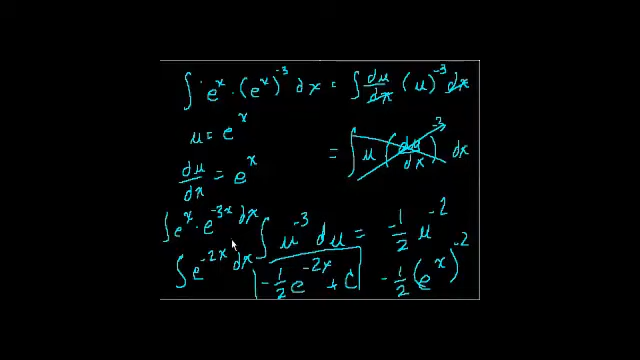 ∫ e^x · (e^x)^-3 dx = ∫ du/dx (u)^-3 dx
u = e^x
= ∫ u (du/dx)^-3 dx
du/dx = e^x
∫ e^x · e^-3x dx
∫ u^-3 du = -1/2 u^-2
∫ e^-2x dx
-1/2 e^-2x + C
-1/2 (e^x)^-2